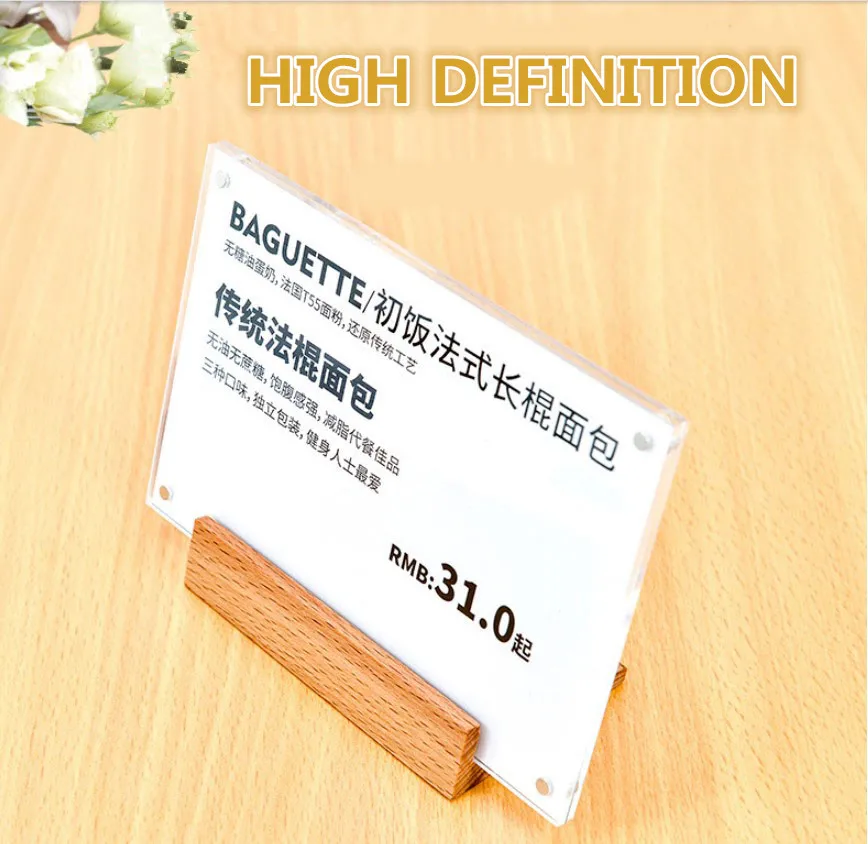 HIGH DEFINITION
BAGUETTE/初饭法式长棍面包
无糖油蛋奶,法国T55面粉,还原传统工艺
传统法棍面包
无油无蔗糖,饱腹感强,减脂代餐佳品
三种口味,独立包装,健身人士最爱
RMB:31.0起